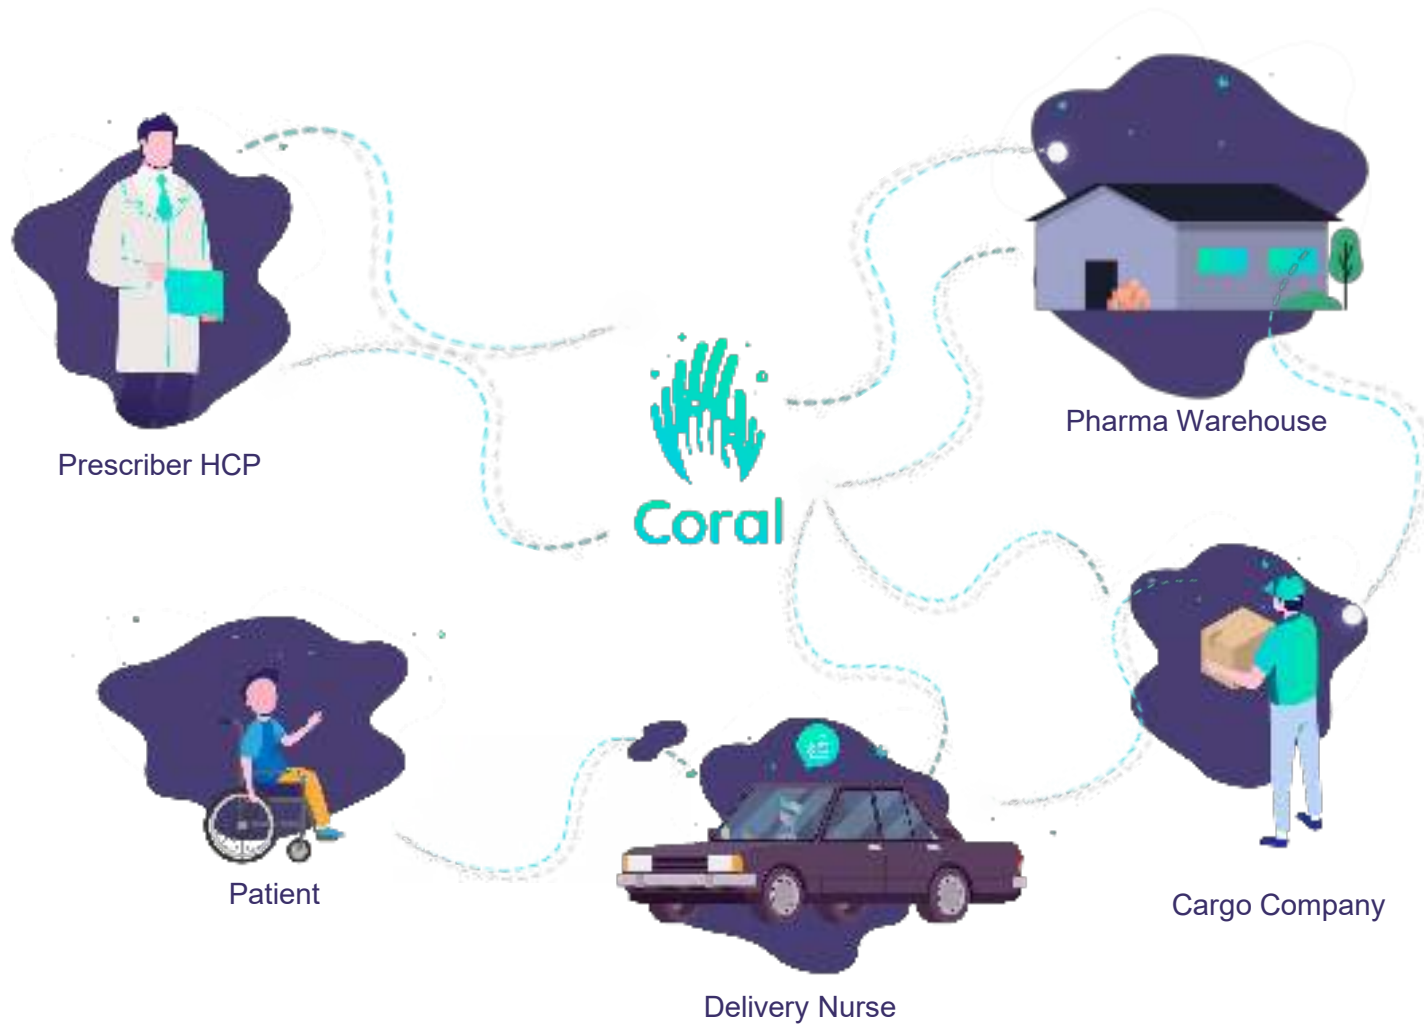 Prescriber HCP
Coral
Pharma Warehouse
Patient
Delivery Nurse
Cargo Company